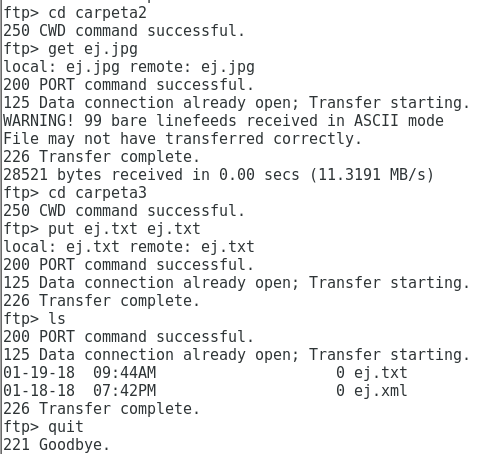 ftp> cd carpeta2
250 CWD command successful.
ftp> get ej.jpg
local: ej.jpg remote: ej.jpg
200 PORT command successful.
125 Data connection already open; Transfer starting.
WARNING! 99 bare linefeeds received in ASCII mode
File may not have transferred correctly.
226 Transfer complete.
28521 bytes received in 0.00 secs (11.3191 MB/s)
ftp> cd carpeta3
250 CWD command successful.
ftp> put ej.txt ej.txt
local: ej.txt remote: ej.txt
200 PORT command successful.
125 Data connection already open; Transfer starting.
226 Transfer complete.
ftp> ls
200 PORT command successful.
125 Data connection already open; Transfer starting.
01-19-18  09:44AM                    0 ej.txt
01-18-18  07:42PM                    0 ej.xml
226 Transfer complete.
ftp> quit
221 Goodbye.